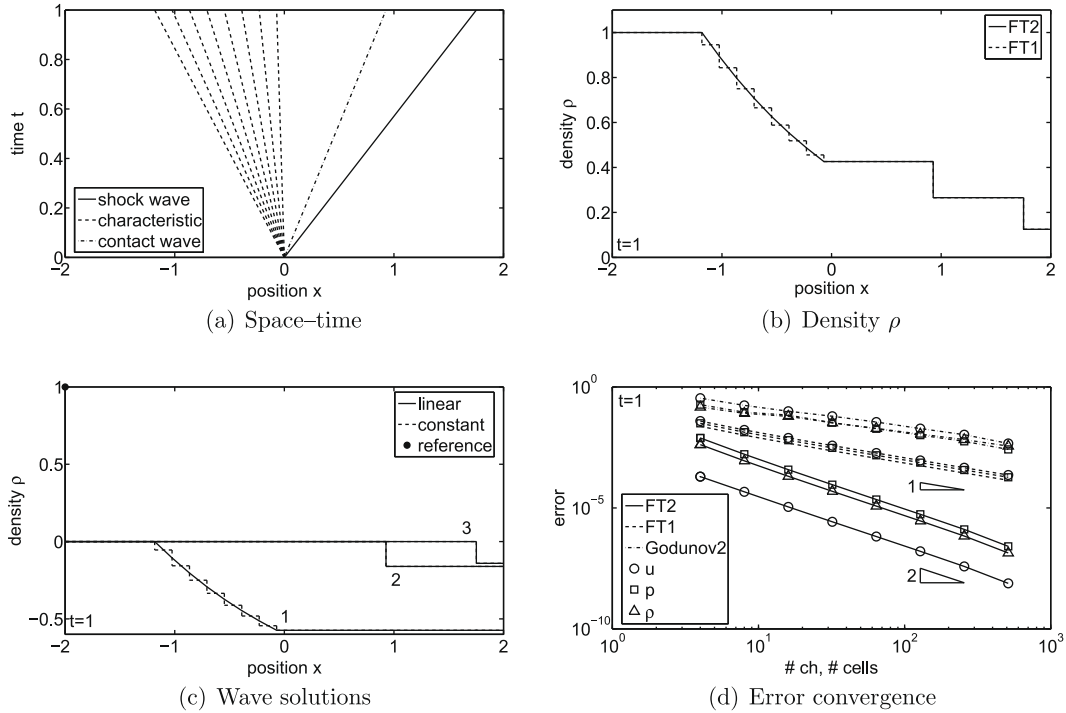 1
0.8
0.6
0.4
0.2
0
time t
shock wave
characteristic
contact wave
−2
−1
0
1
2
position x
(a) Space–time
1
0.8
0.6
0.4
0.2
0
density ρ
FT2
FT1
t=1
−2
−1
0
1
2
position x
(b) Density ρ
1
0.5
0
−0.5
density ρ
linear
constant
reference
3
2
1
t=1
−2
−1
0
1
2
position x
(c) Wave solutions
10^0
10^−5
10^−10
error
t=1
1
2
FT2
FT1
Godunov2
u
p
ρ
10^0
10^1
10^2
10^3
# ch, # cells
(d) Error convergence